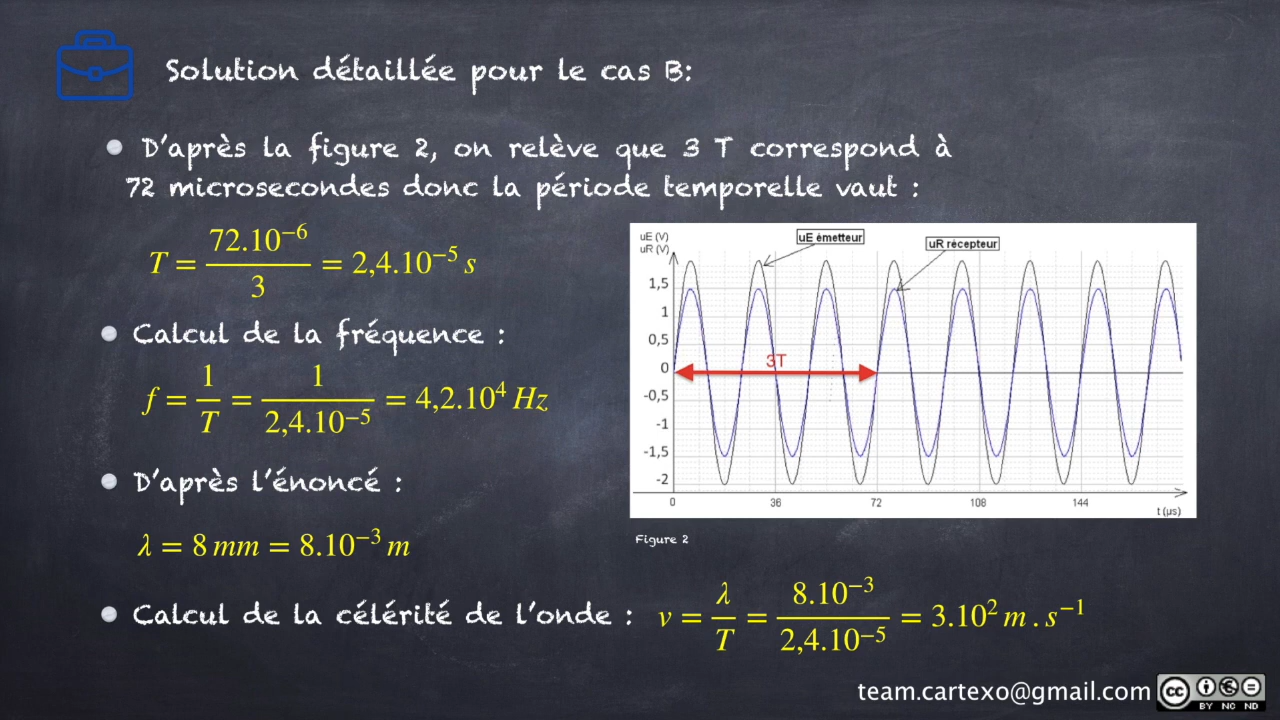 Solution détaillée pour le cas B:
D'après la figure 2, on relève que 3 T correspond à
72 microsecondes donc la période temporelle vaut :
T = 72.10⁻⁶ / 3 = 2,4.10⁻⁵ s
Calcul de la fréquence :
f = 1 / T = 1 / 2,4.10⁻⁵ = 4,2.10⁴ Hz
D'après l'énoncé :
λ = 8 mm = 8.10⁻³ m
Calcul de la célérité de l'onde : v = λ / T = 8.10⁻³ / 2,4.10⁻⁵ = 3.10² m . s⁻¹
uE (V)
uR (V)
uE émetteur
uR récepteur
1,5
1
0,5
0
-0,5
-1
-1,5
-2
3T
0 36 72 108 144
t (µs)
Figure 2
team.cartexo@gmail.com
cc BY NC ND